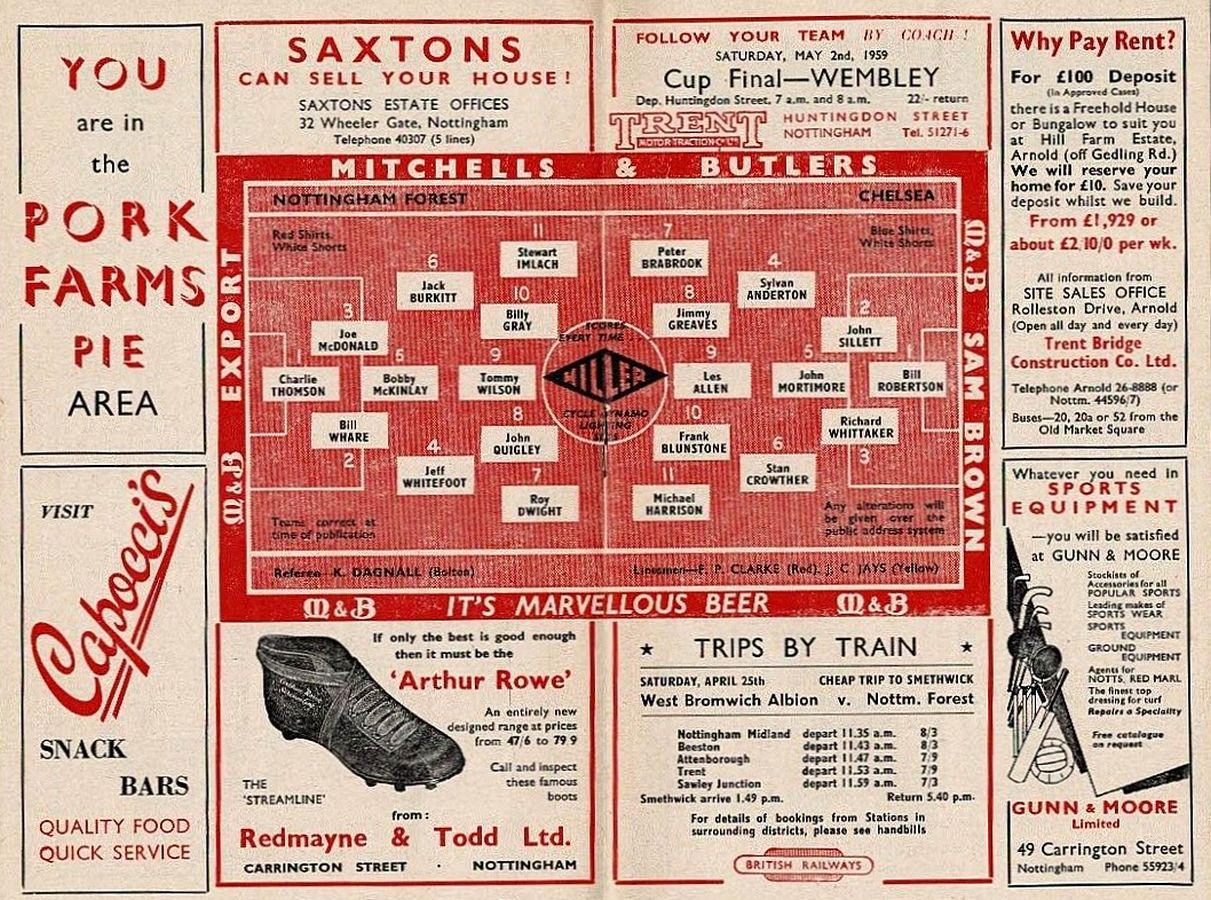 YOU
are in
the
PORK
FARMS
PIE
AREA
VISIT
Capocci's
SNACK
BARS
QUALITY FOOD
QUICK SERVICE
SAXTONS
CAN SELL YOUR HOUSE!
SAXTONS ESTATE OFFICES
32 Wheeler Gate, Nottingham
Telephone 40307 (5 lines)
FOLLOW YOUR TEAM BY COACH!
SATURDAY, MAY 2nd, 1959
Cup Final—WEMBLEY
Dep. Huntingdon Street, 7 a.m. and 8 a.m. 22/- return
TRENT
MOTOR TRACTION Co LTD
HUNTINGDON STREET
NOTTINGHAM Tel. 51271-6
MITCHELLS & BUTLERS
M&B EXPORT
M&B SAM BROWN
NOTTINGHAM FOREST
CHELSEA
Red Shirts,
White Shorts
Blue Shirts,
White Shorts
11
Stewart
IMLACH
7
Peter
BRABROOK
6
Jack
BURKITT
4
Sylvan
ANDERTON
10
Billy
GRAY
8
Jimmy
GREAVES
3
Joe
McDONALD
2
John
SILLETT
SCORES
EVERY TIME
MILLER
CYCLE DYNAMO
LIGHTING
SETS
1
Charlie
THOMSON
5
Bobby
McKINLAY
9
Tommy
WILSON
9
Les
ALLEN
5
John
MORTIMORE
1
Bill
ROBERTSON
Bill
WHARE
2
8
John
QUIGLEY
10
Frank
BLUNSTONE
Richard
WHITTAKER
3
4
Jeff
WHITEFOOT
6
Stan
CROWTHER
7
Roy
DWIGHT
11
Michael
HARRISON
Teams correct at
time of publication
Any alterations will
be given over the
public address system
Referee—K. DAGNALL (Bolton)
Linesmen—F. P. CLARKE (Red), J. C. JAYS (Yellow)
M&B IT'S MARVELLOUS BEER M&B
If only the best is good enough
then it must be the
'Arthur Rowe'
An entirely new
designed range at prices
from 47/6 to 79 9
Call and inspect
these famous
boots
THE
'STREAMLINE'
from:
Redmayne & Todd Ltd.
CARRINGTON STREET · NOTTINGHAM
★ TRIPS BY TRAIN ★
SATURDAY, APRIL 25th CHEAP TRIP TO SMETHWICK
West Bromwich Albion v. Nottm. Forest
Nottingham Midland depart 11.35 a.m. 8/3
Beeston depart 11.43 a.m. 8/3
Attenborough depart 11.47 a.m. 7/9
Trent depart 11.53 a.m. 7/9
Sawley Junction depart 11.59 a.m. 7/3
Smethwick arrive 1.49 p.m. Return 5.40 p.m.
For details of bookings from Stations in
surrounding districts, please see handbills
BRITISH RAILWAYS
Why Pay Rent?
For £100 Deposit
(In Approved Cases)
there is a Freehold House
or Bungalow to suit you
at Hill Farm Estate,
Arnold (off Gedling Rd.)
We will reserve your
home for £10. Save your
deposit whilst we build.
From £1,929 or
about £2/10/0 per wk.
All information from
SITE SALES OFFICE
Rolleston Drive, Arnold
(Open all day and every day)
Trent Bridge
Construction Co. Ltd.
Telephone Arnold 26-8888 (or
Nottm. 44596/7)
Buses—20, 20a or 52 from the
Old Market Square
Whatever you need in
SPORTS
EQUIPMENT
—you will be satisfied
at GUNN & MOORE
Stockists of
Accessories for all
POPULAR SPORTS
Leading makes of
SPORTS WEAR
SPORTS
EQUIPMENT
GROUND
EQUIPMENT
Agents for
NOTTS. RED MARL
The finest top
dressing for turf
Repairs a Speciality
Free catalogue
on request
GUNN & MOORE
Limited
49 Carrington Street
Nottingham Phone 55923/4